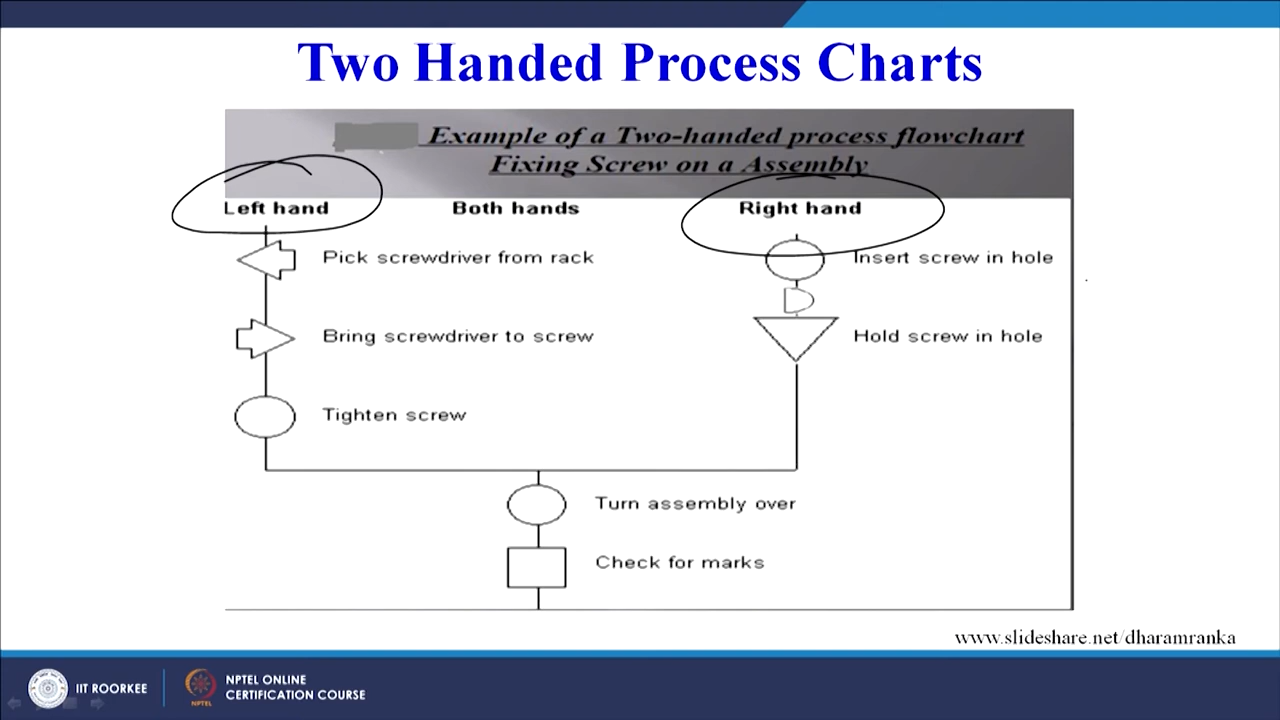 Two Handed Process Charts
Example of a Two-handed process flowchart
Fixing Screw on a Assembly
Left hand
Both hands
Right hand
Pick screwdriver from rack
Insert screw in hole
Bring screwdriver to screw
Hold screw in hole
Tighten screw
Turn assembly over
Check for marks
www.slideshare.net/dharamranka
IIT ROORKEE
NPTEL
NPTEL ONLINE
CERTIFICATION COURSE